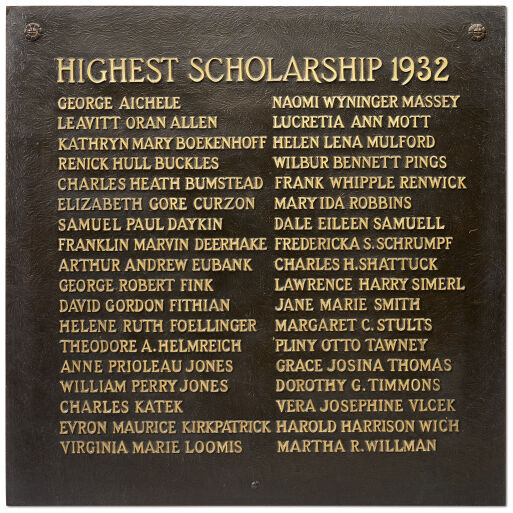 HIGHEST SCHOLARSHIP 1932
GEORGE AICHELE
LEAVITT ORAN ALLEN
KATHRYN MARY BOEKENHOFF
RENICK HULL BUCKLES
CHARLES HEATH BUMSTEAD
ELIZABETH GORE CURZON
SAMUEL PAUL DAYKIN
FRANKLIN MARVIN DEERHAKE
ARTHUR ANDREW EUBANK
GEORGE ROBERT FINK
DAVID GORDON FITHIAN
HELENE RUTH FOELLINGER
THEODORE A. HELMREICH
ANNE PRIOLEAU JONES
WILLIAM PERRY JONES
CHARLES KATEK
EVRON MAURICE KIRKPATRICK
VIRGINIA MARIE LOOMIS
NAOMI WYNINGER MASSEY
LUCRETIA ANN MOTT
HELEN LENA MULFORD
WILBUR BENNETT PINGS
FRANK WHIPPLE RENWICK
MARY IDA ROBBINS
DALE EILEEN SAMUELL
FREDERICKA S. SCHRUMPF
CHARLES H. SHATTUCK
LAWRENCE HARRY SIMERL
JANE MARIE SMITH
MARGARET C. STULTS
PLINY OTTO TAWNEY
GRACE JOSINA THOMAS
DOROTHY G. TIMMONS
VERA JOSEPHINE VLCEK
HAROLD HARRISON WICH
MARTHA R. WILLMAN